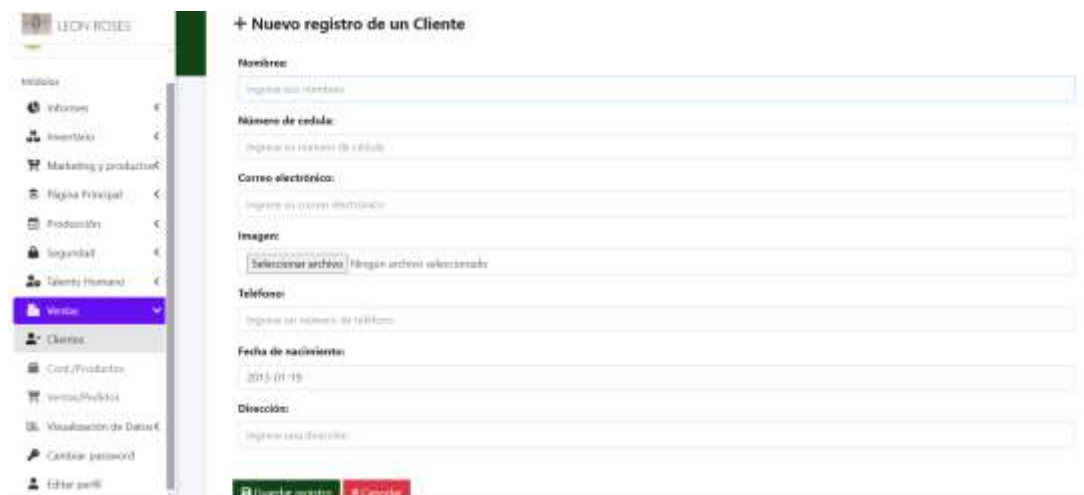 LEON ROSES
Módulos
Informes
Inventario
Marketing y productos
Página Principal
Producción
Seguridad
Talento Humano
Ventas
Clientes
Cost./Productos
Ventas/Pedidos
Visualización de Datos
Cambiar password
Editar perfil
+ Nuevo registro de un Cliente
Nombres:
Ingrese sus nombres
Número de cedula:
Ingrese su número de cedula
Correo electrónico:
Ingrese su correo electrónico
Imagen:
Seleccionar archivo Ningún archivo seleccionado
Teléfono:
Ingrese un número de teléfono
Fecha de nacimiento:
2013-01-19
Dirección:
Ingrese una dirección
Guardar registro
Cancelar